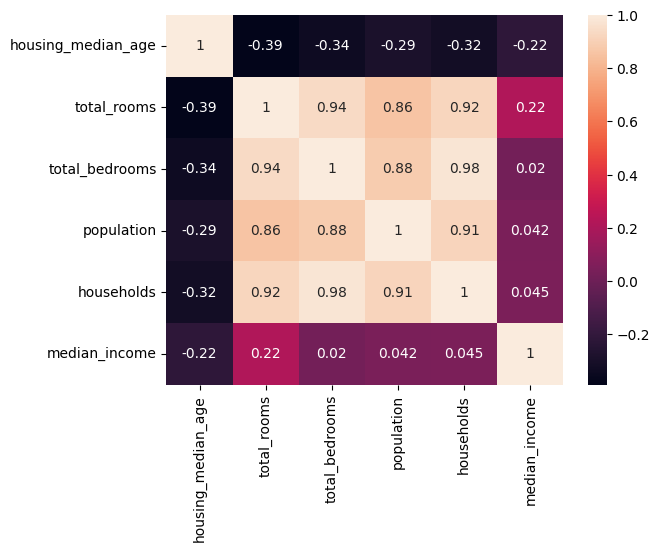 housing_median_age 1 -0.39 -0.34 -0.29 -0.32 -0.22
total_rooms -0.39 1 0.94 0.86 0.92 0.22
total_bedrooms -0.34 0.94 1 0.88 0.98 0.02
population -0.29 0.86 0.88 1 0.91 0.042
households -0.32 0.92 0.98 0.91 1 0.045
median_income -0.22 0.22 0.02 0.042 0.045 1
housing_median_age
total_rooms
total_bedrooms
population
households
median_income
1.0
0.8
0.6
0.4
0.2
0.0
−0.2